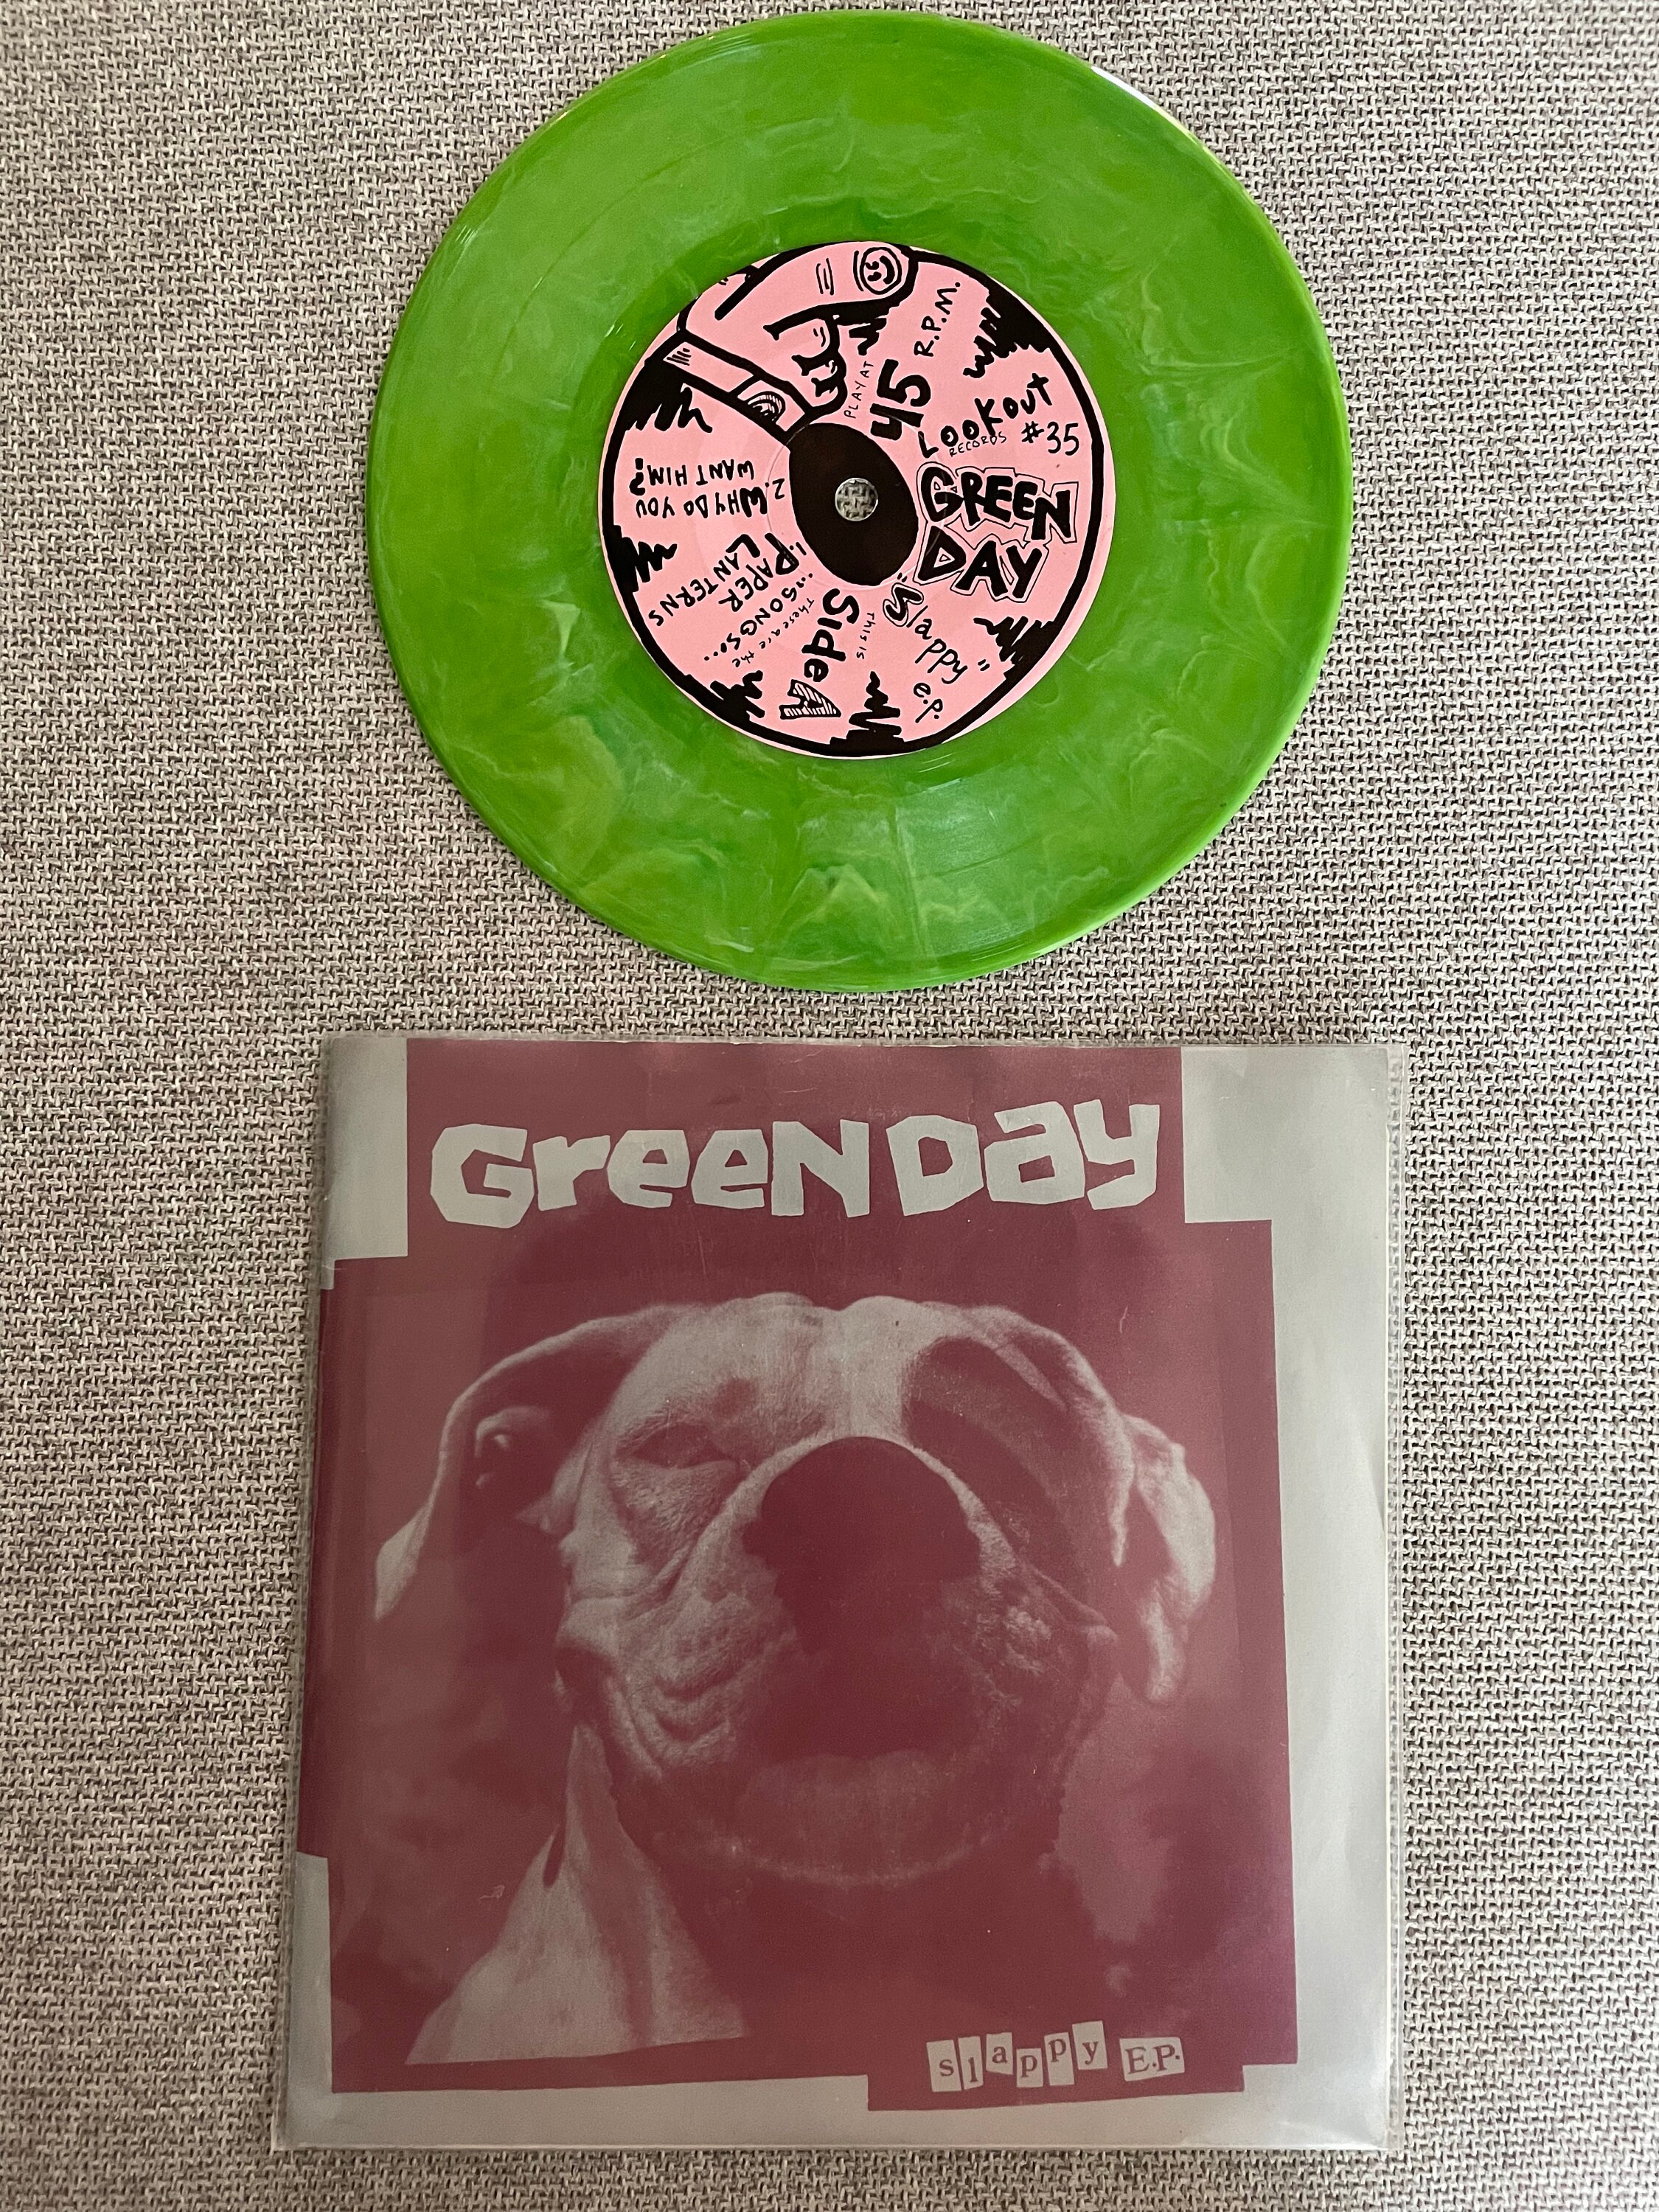 PLAY AT
45 R.P.M.
LOOKOUT
RECORDS #35
GREEN
DAY
"Slappy"
e.p.
THIS IS
Side A
These are the
..."SONGS"...
1. PAPER
LANTERNS
2. WHY DO YOU
WANT HIM?
Green Day
slappy E.P.